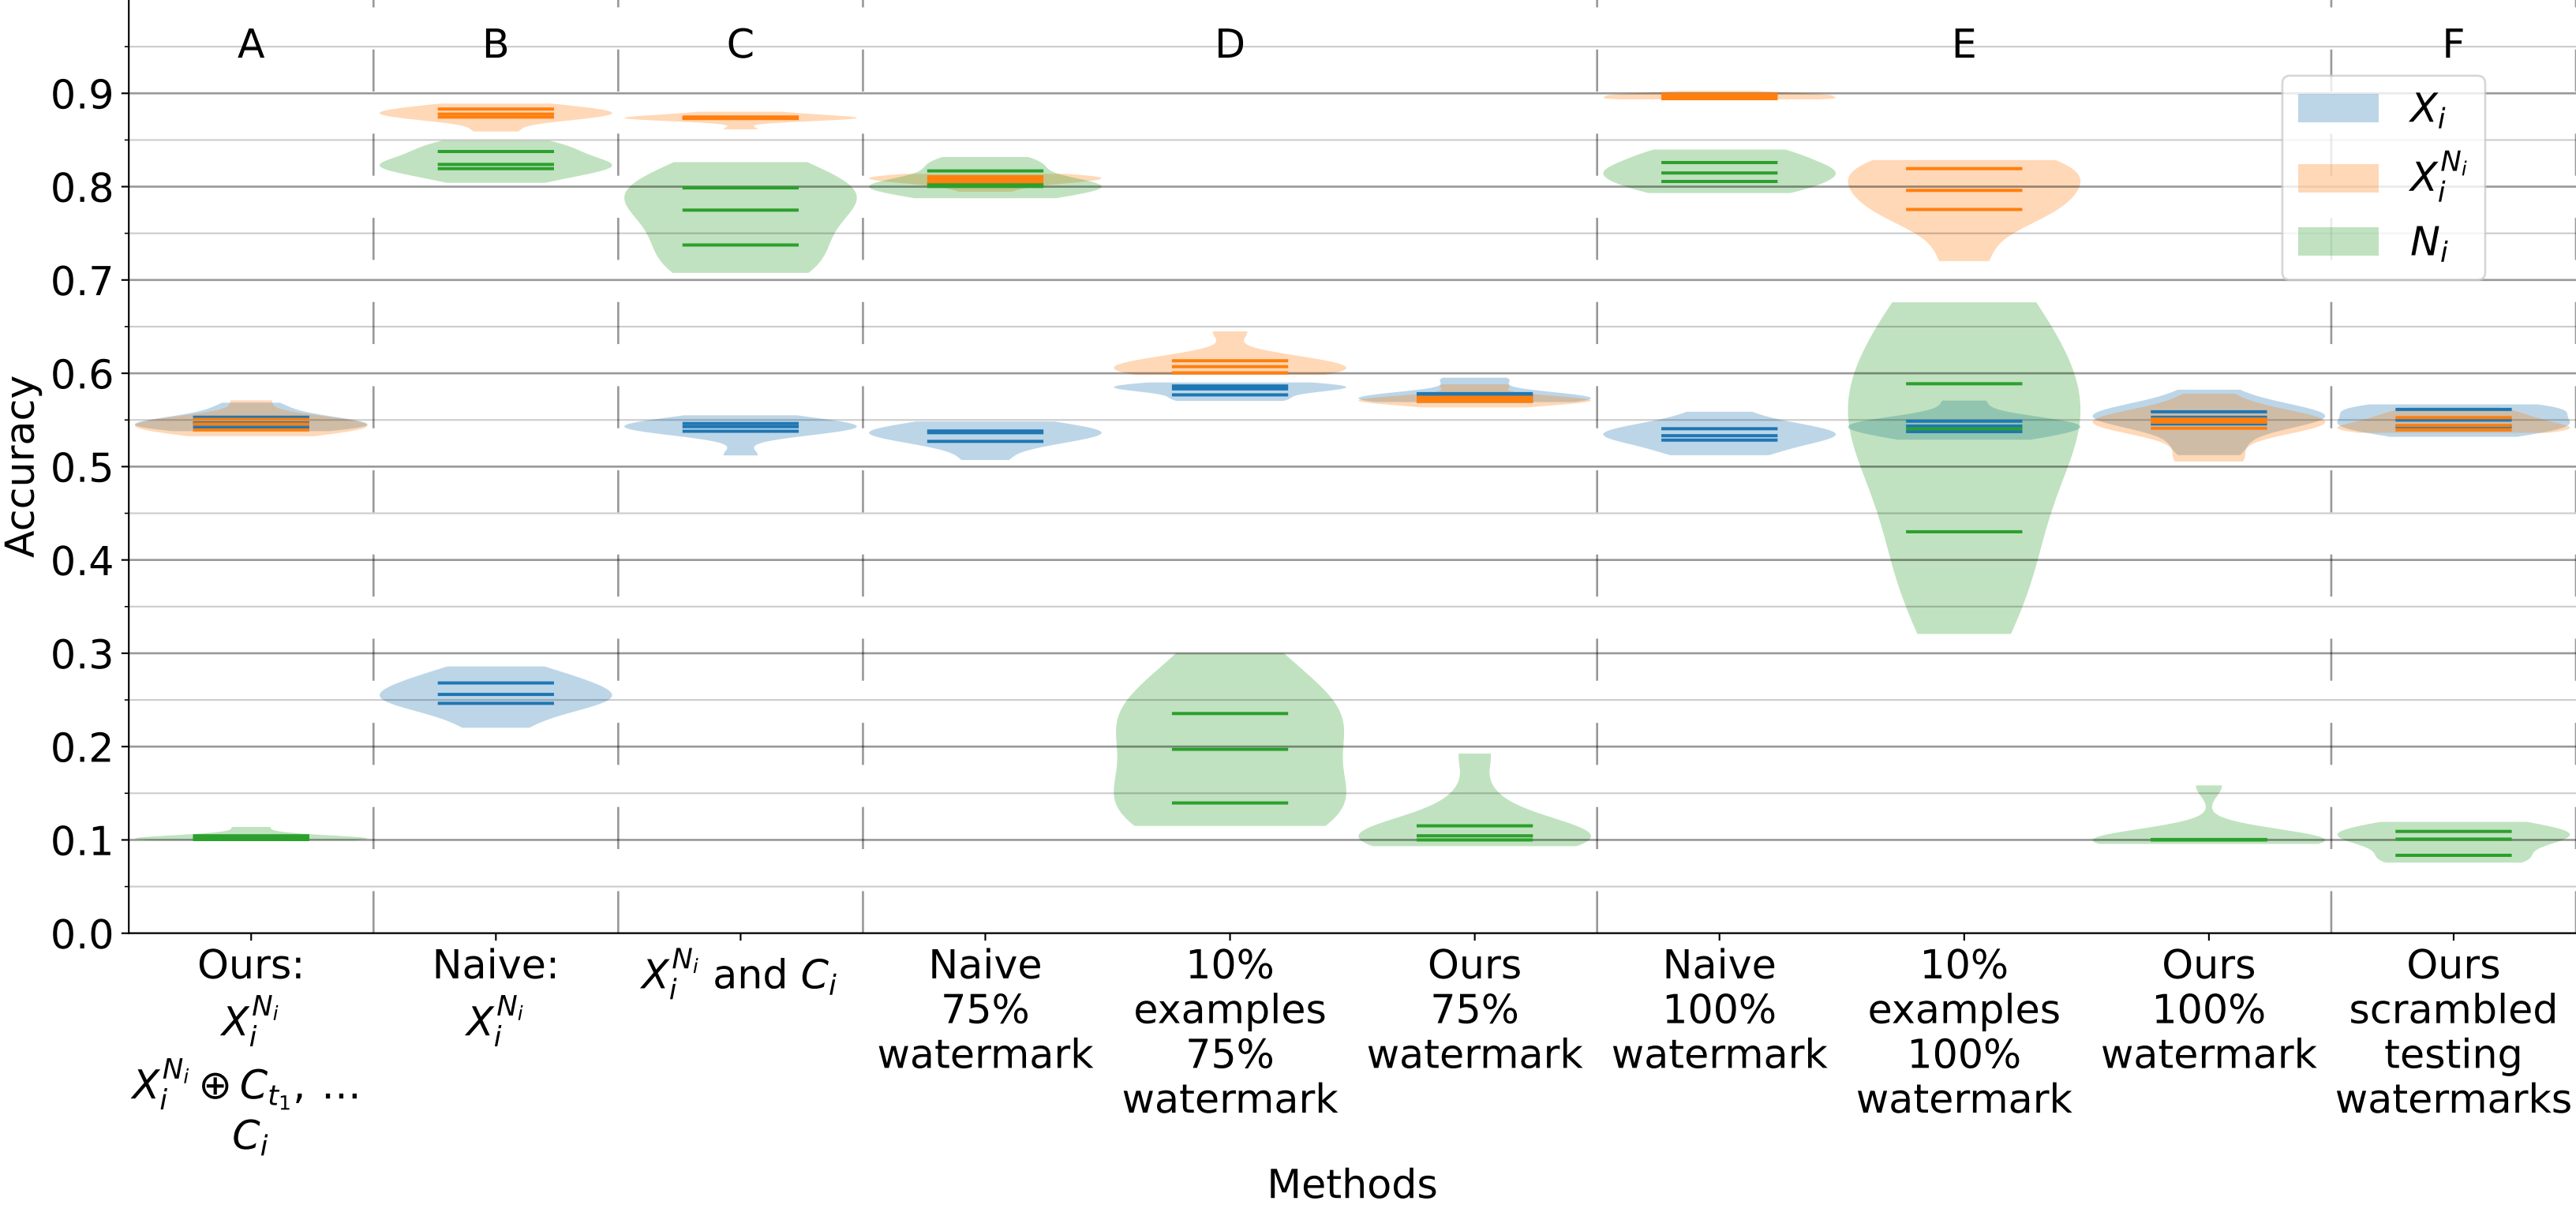 A B C D E F
Accuracy
0.9
0.8
0.7
0.6
0.5
0.4
0.3
0.2
0.1
0.0
X_i
X_i^{N_i}
N_i
Ours:
X_i^{N_i}
X_i^{N_i} ⊕ C_{t_1}, ...
C_i
Naive:
X_i^{N_i}
X_i^{N_i} and C_i
Naive
75%
watermark
10%
examples
75%
watermark
Ours
75%
watermark
Naive
100%
watermark
10%
examples
100%
watermark
Ours
100%
watermark
Ours
scrambled
testing
watermarks
Methods